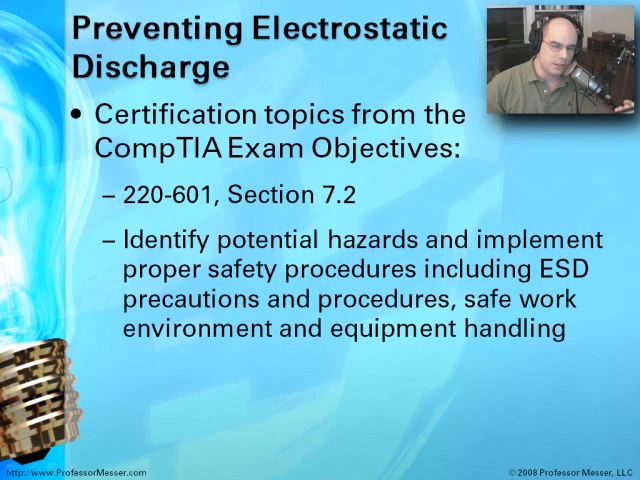 Preventing Electrostatic
Discharge
• Certification topics from the
CompTIA Exam Objectives:
– 220-601, Section 7.2
– Identify potential hazards and implement
proper safety procedures including ESD
precautions and procedures, safe work
environment and equipment handling
http://www.ProfessorMesser.com
© 2008 Professor Messer, LLC